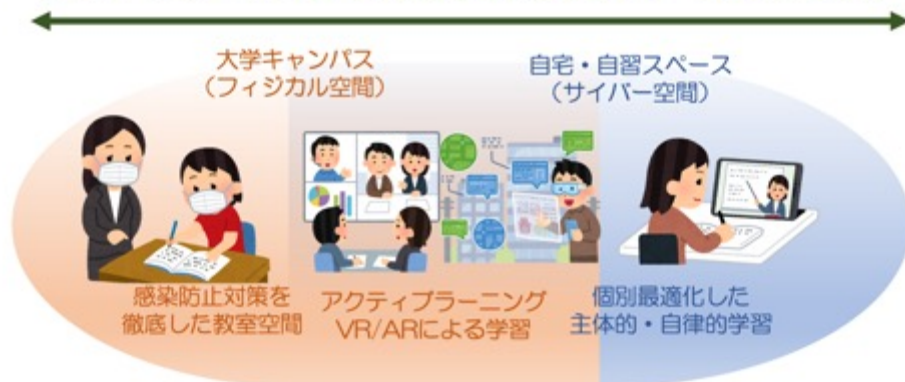 大学キャンパス
(フィジカル空間)
自宅・自習スペース
(サイバー空間)
感染防止対策を
徹底した教室空間
アクティブラーニング
VR/ARによる学習
個別最適化した
主体的・自律的学習